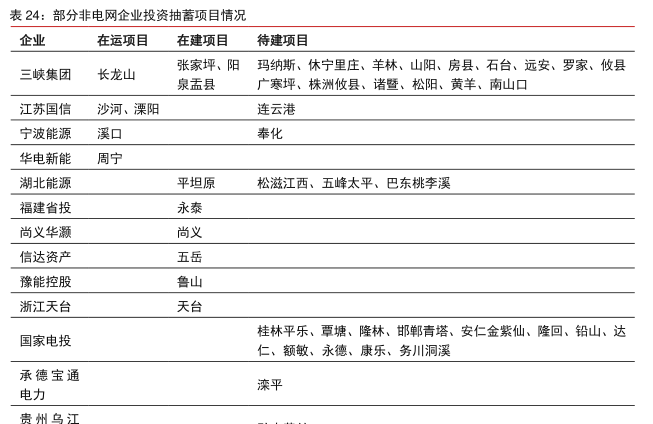 表 24：部分非电网企业投资抽蓄项目情况
企业 在运项目 在建项目 待建项目
三峡集团 长龙山 张家坪、阳泉盂县 玛纳斯、休宁里庄、羊林、山阳、房县、石台、远安、罗家、攸县
广寒坪、株洲攸县、诸暨、松阳、黄羊、南山口
江苏国信 沙河、溧阳 连云港
宁波能源 溪口 奉化
华电新能 周宁
湖北能源 平坦原 松滋江西、五峰太平、巴东桃李溪
福建省投 永泰
尚义华灏 尚义
信达资产 五岳
豫能控股 鲁山
浙江天台 天台
国家电投 桂林平乐、覃塘、隆林、邯郸青塔、安仁金紫仙、隆回、铅山、达
仁、额敏、永德、康乐、务川洞溪
承德宝通
电力 滦平
贵州乌江